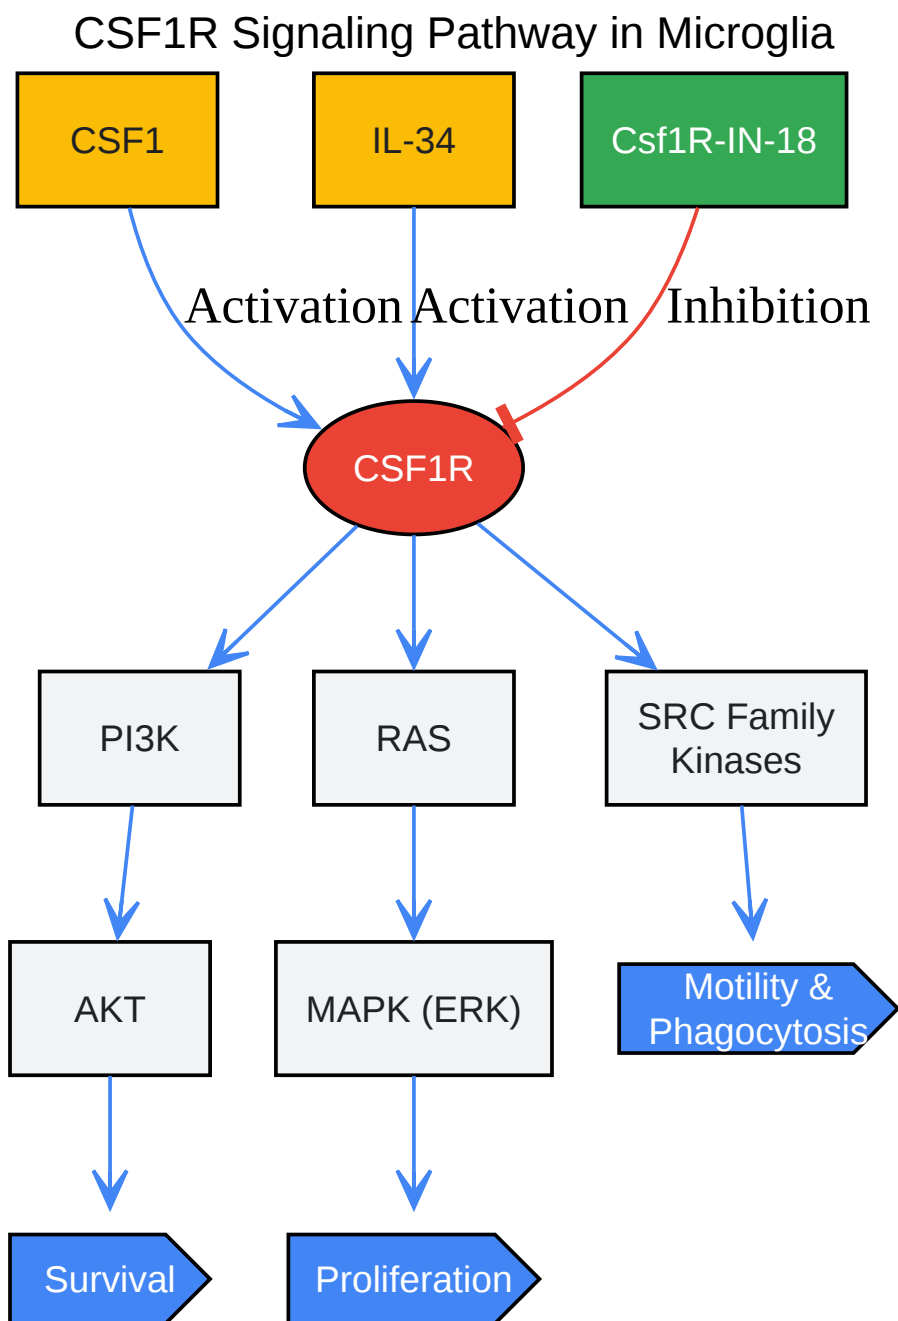 CSF1R Signaling Pathway in Microglia
CSF1
IL-34
Csf1R-IN-18
Activation
Activation
Inhibition
CSF1R
PI3K
RAS
SRC Family
Kinases
AKT
MAPK (ERK)
Motility &
Phagocytosis
Survival
Proliferation